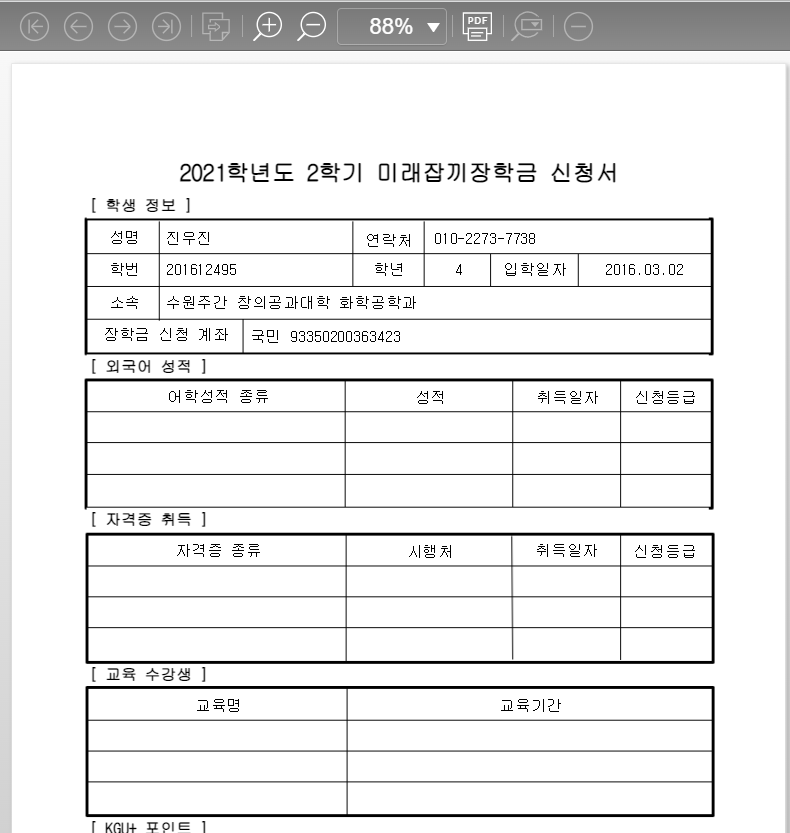 88%
PDF
2021학년도 2학기 미래잡끼장학금 신청서
[ 학생 정보 ]
성명 진우진 연락처 010-2273-7738
학번 201612495 학년 4 입학일자 2016.03.02
소속 수원주간 창의공과대학 화학공학과
장학금 신청 계좌 국민 93350200363423
[ 외국어 성적 ]
어학성적 종류 성적 취득일자 신청등급
[ 자격증 취득 ]
자격증 종류 시행처 취득일자 신청등급
[ 교육 수강생 ]
교육명 교육기간
[ KGU+ 포인트 ]